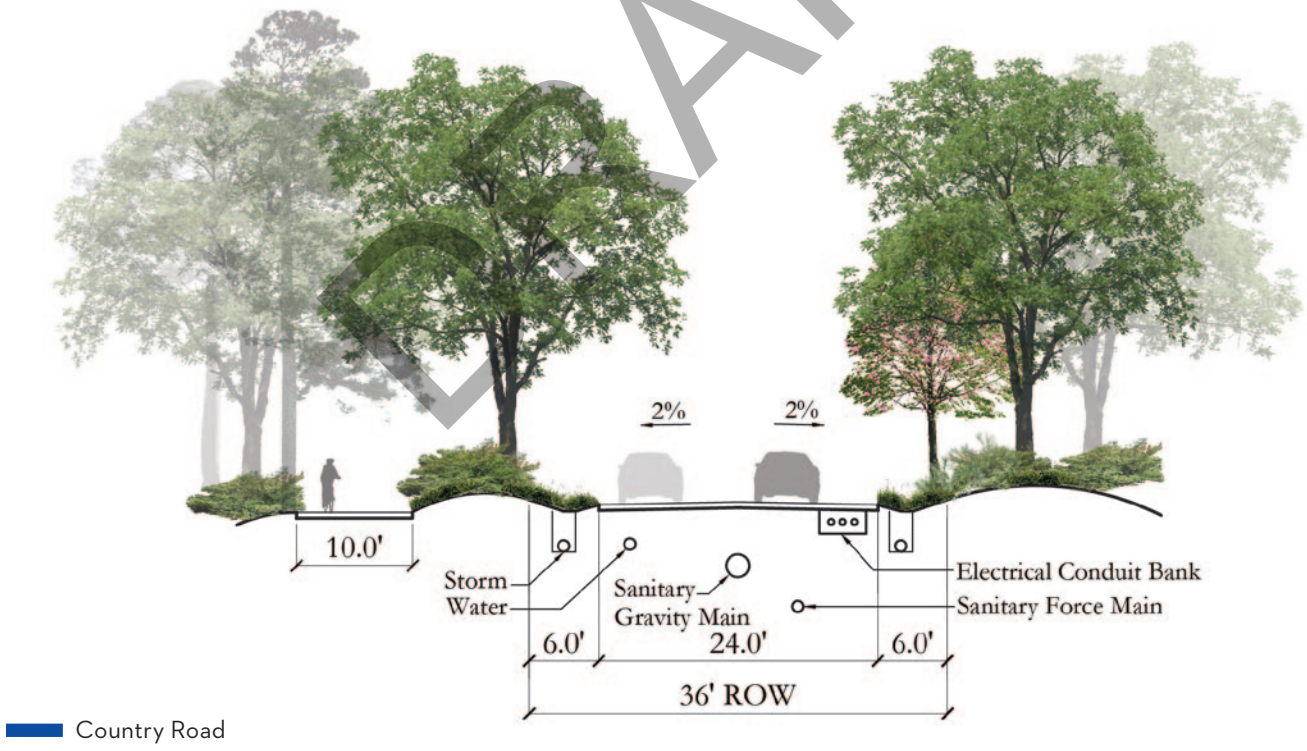 DRA
2%
2%
10.0'
Storm
Water
Sanitary
Gravity Main
Electrical Conduit Bank
Sanitary Force Main
6.0'
24.0'
6.0'
36' ROW
Country Road